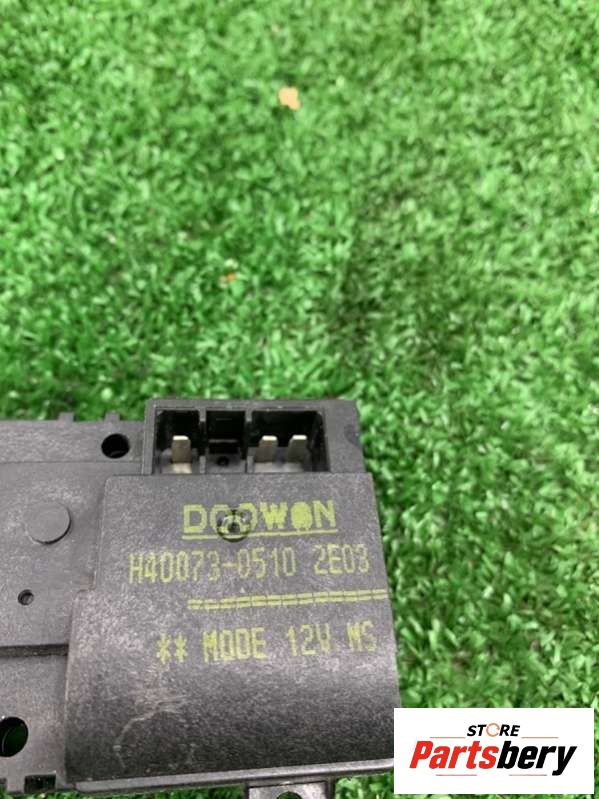 DOOWON
H40073-0510 2E03
** MODE 12V MS
STORE
Partsbery